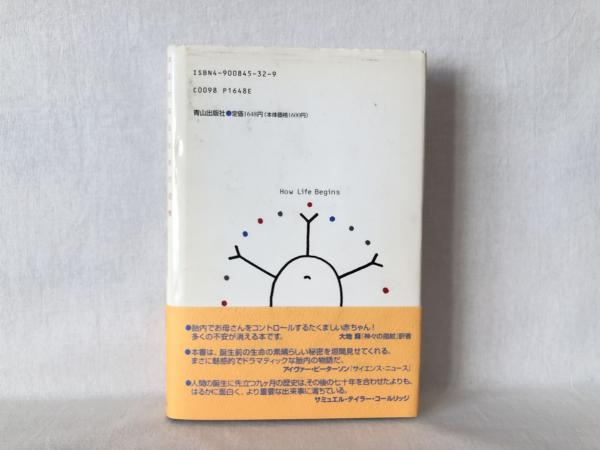 ISBN4-900845-32-9
C0098 P1648E
青山出版社●定価1648円(本体価格1600円)
How Life Begins
●胎内でお母さんをコントロールするたくましい赤ちゃん!
多くの不安が消える本です。
大地 舜『神々の指紋』訳者
●本書は、誕生前の生命の素晴らしい秘密を垣間見せてくれる。
まさに魅惑的でドラマティックな胎内の物語だ。
アイヴァー・ピーターソン「サイエンス・ニュース」
●人間の誕生に先立つ九ヶ月の歴史は、その後の七十年を合わせたよりも、
はるかに面白く、より重要な出来事に満ちている。
サミュエル・テイラー・コールリッジ